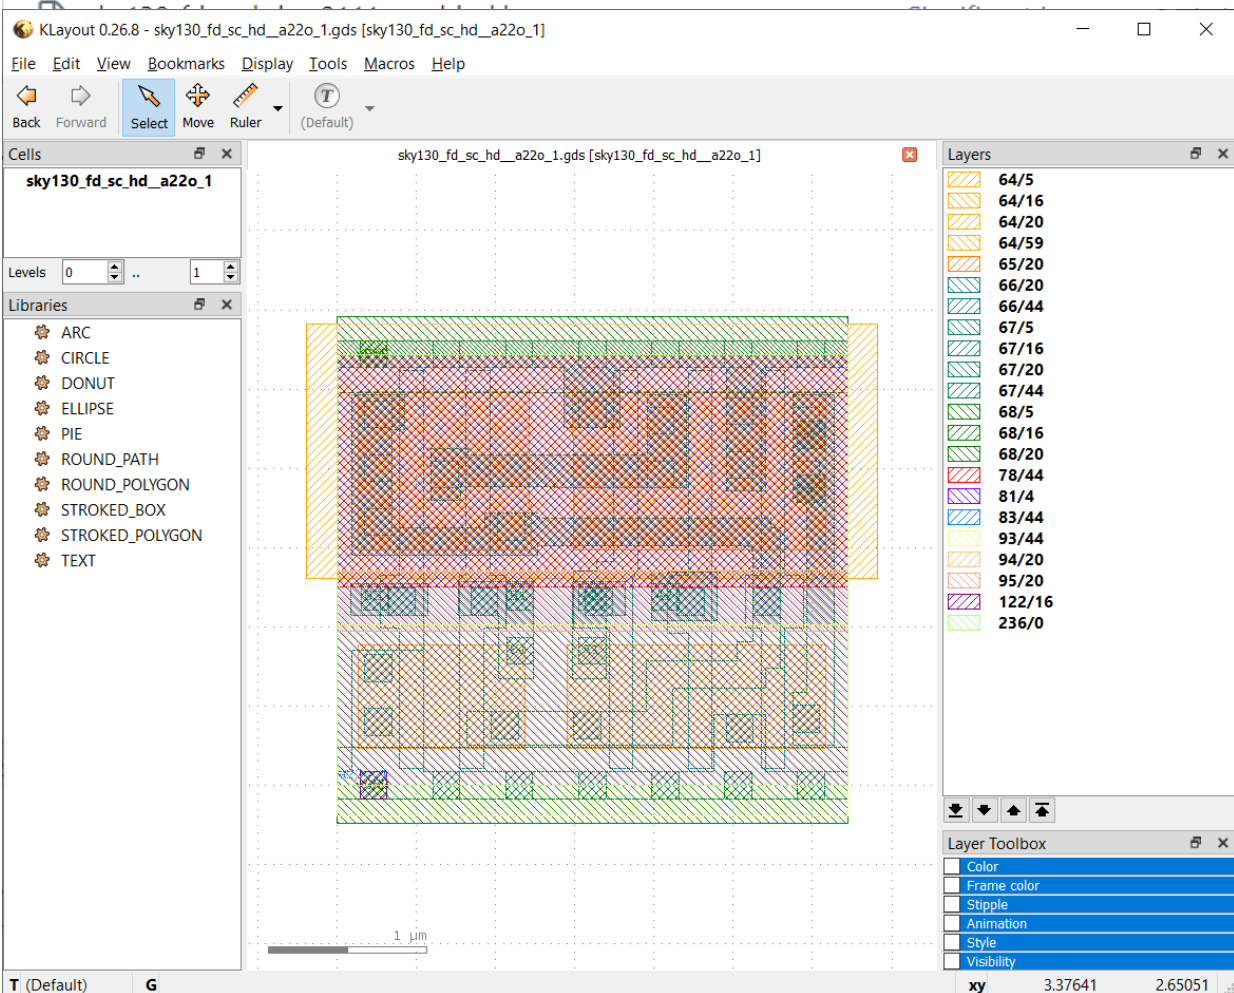 KLayout 0.26.8 - sky130_fd_sc_hd__a22o_1.gds [sky130_fd_sc_hd__a22o_1]
File Edit View Bookmarks Display Tools Macros Help
T
Back Forward Select Move Ruler (Default)
Cells
sky130_fd_sc_hd__a22o_1
Levels 0 .. 1
Libraries
ARC
CIRCLE
DONUT
ELLIPSE
PIE
ROUND_PATH
ROUND_POLYGON
STROKED_BOX
STROKED_POLYGON
TEXT
sky130_fd_sc_hd__a22o_1.gds [sky130_fd_sc_hd__a22o_1]
1 µm
Layers
64/5
64/16
64/20
64/59
65/20
66/20
66/44
67/5
67/16
67/20
67/44
68/5
68/16
68/20
78/44
81/4
83/44
93/44
94/20
95/20
122/16
236/0
Layer Toolbox
Color
Frame color
Stipple
Animation
Style
Visibility
T (Default) G xy 3.37641 2.65051